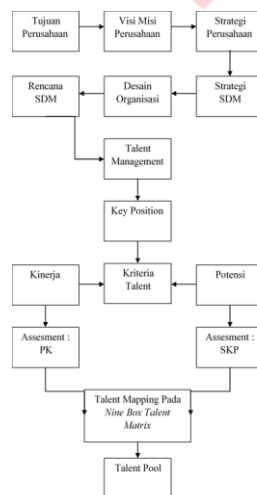 Tujuan
Perusahaan
Visi Misi
Perusahaan
Strategi
Perusahaan
Rencana
SDM
Desain
Organisasi
Strategi
SDM
Talent
Management
Key Position
Kinerja
Kriteria
Talent
Potensi
Assesment :
PK
Assesment :
SKP
Talent Mapping Pada
Nine Box Talent
Matrix
Talent Pool